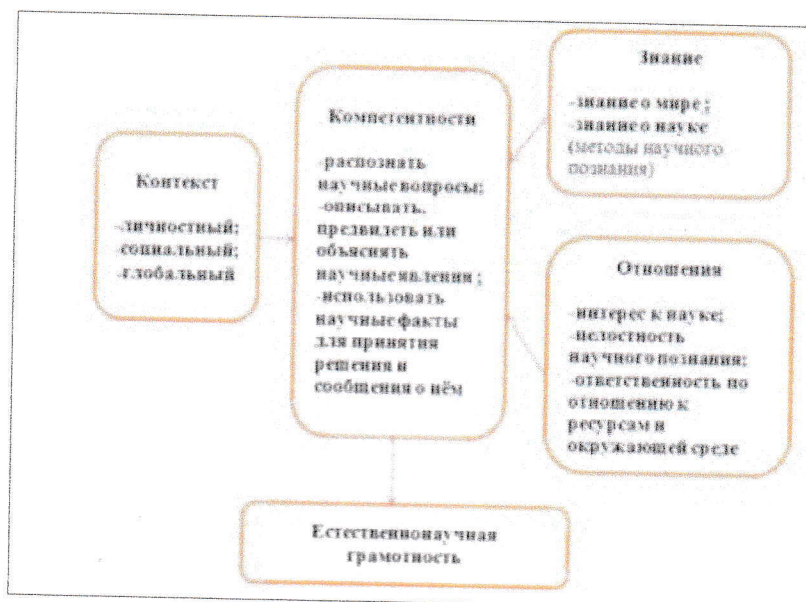 Контекст
-личностный;
-социальный;
-глобальный
Компетентности
-распознать
научные вопросы;
-описывать,
предвидеть или
объяснять
научные явления;
-использовать
научные факты
для принятия
решения и
сообщения о нём
Знание
-знание о мире;
-знание о науке
(методы научного
познания)
Отношения
-интерес к науке;
-целостность
научного познания;
-ответственность по
отношению к
ресурсам и
окружающей среде
Естественнонаучная
грамотность